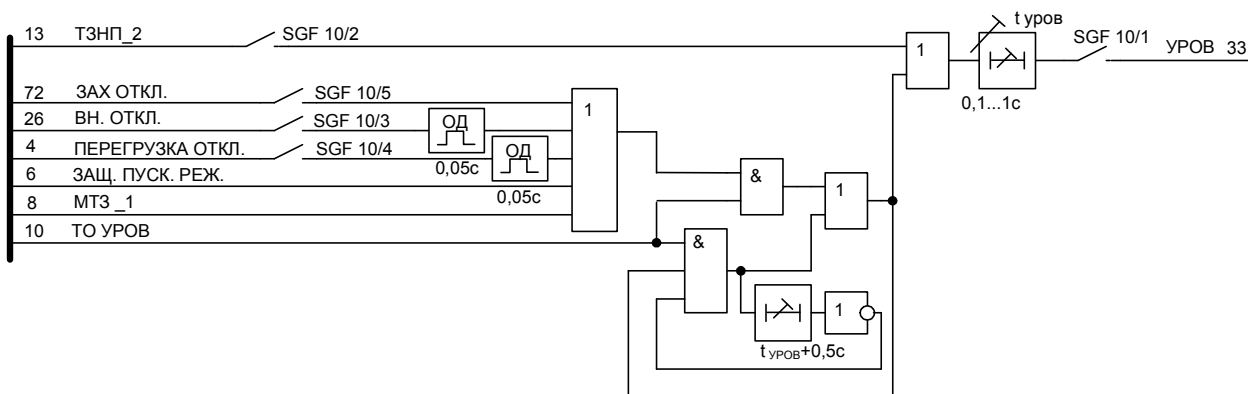 t уров
13 ТЗНП_2 SGF 10/2 1 SGF 10/1 УРОВ 33
0,1...1с
72 ЗАХ ОТКЛ. SGF 10/5 1
26 ВН. ОТКЛ. SGF 10/3 ОД
4 ПЕРЕГРУЗКА ОТКЛ. SGF 10/4 0,05с ОД
6 ЗАЩ. ПУСК. РЕЖ. 0,05с & 1
8 МТЗ _1
10 ТО УРОВ &
1
t УРОВ+0,5с